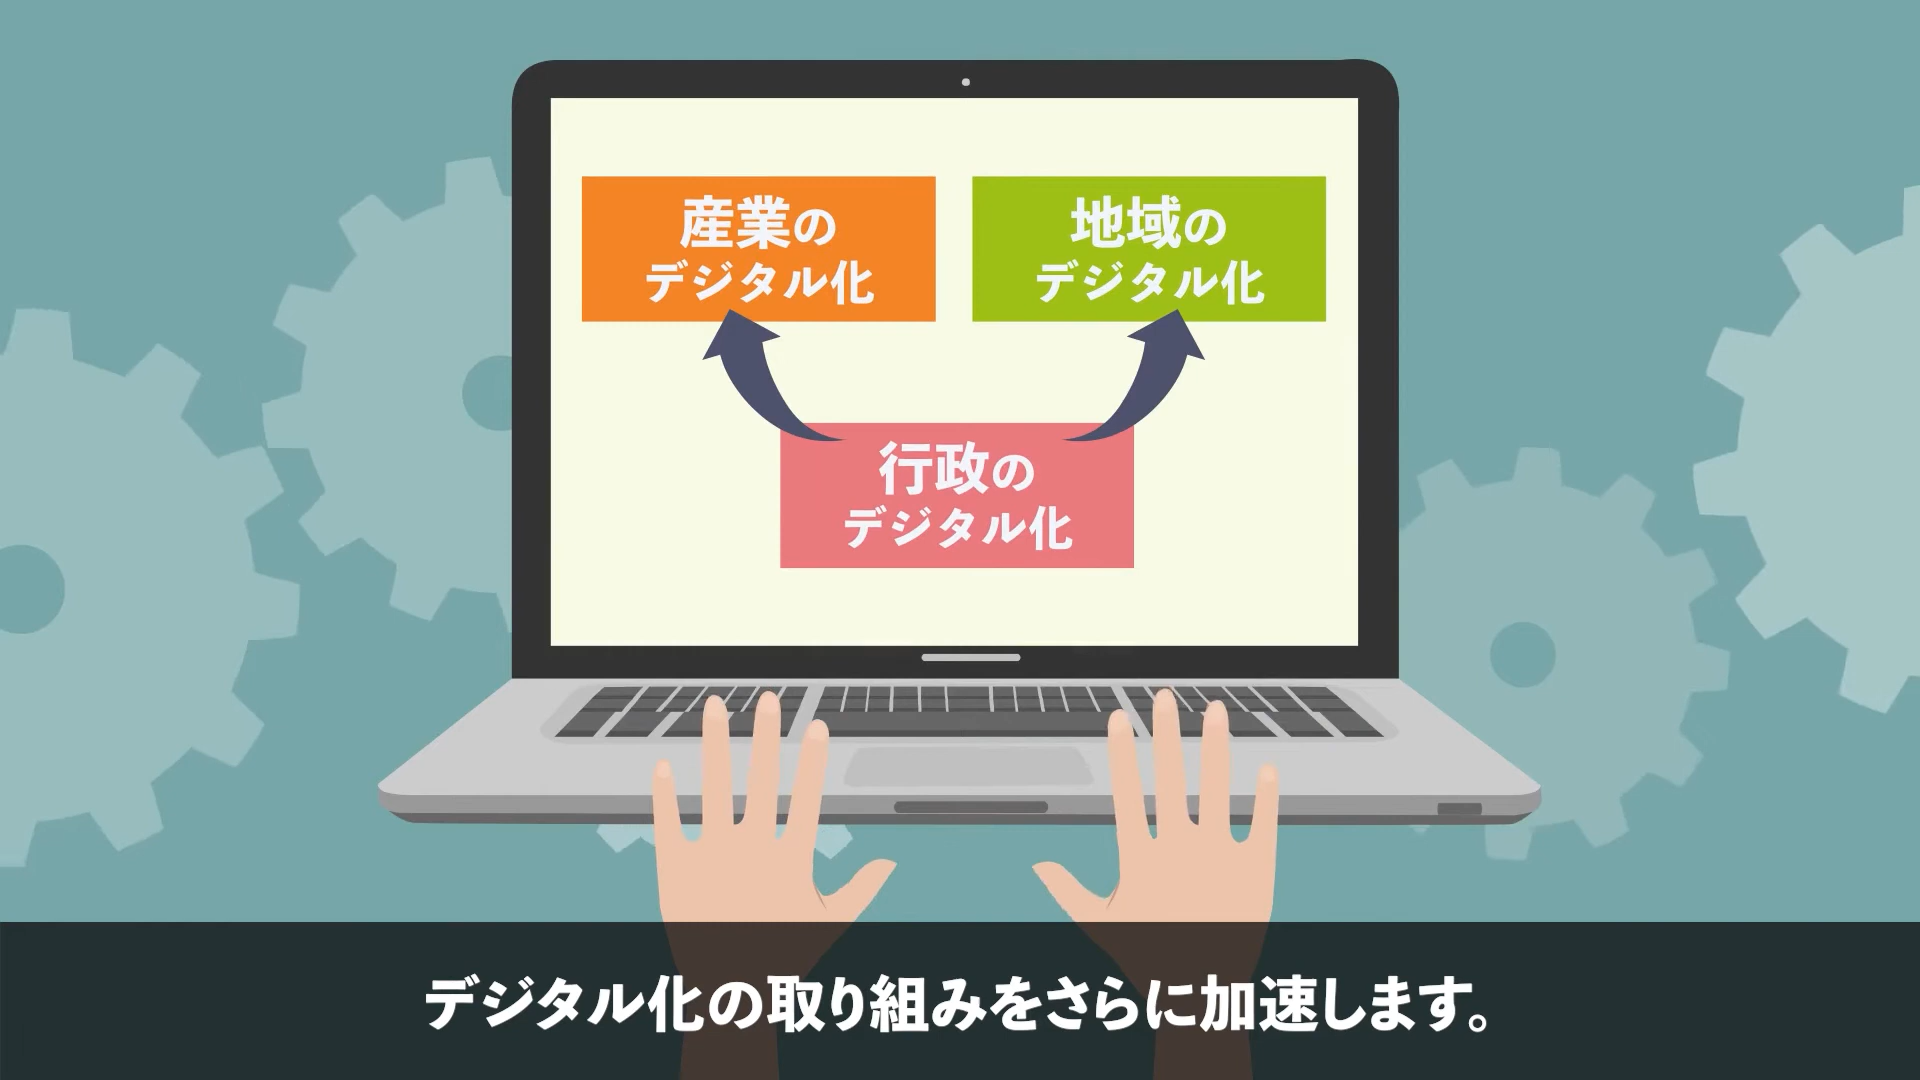 産業の
デジタル化
地域の
デジタル化
行政の
デジタル化
デジタル化の取り組みをさらに加速します。